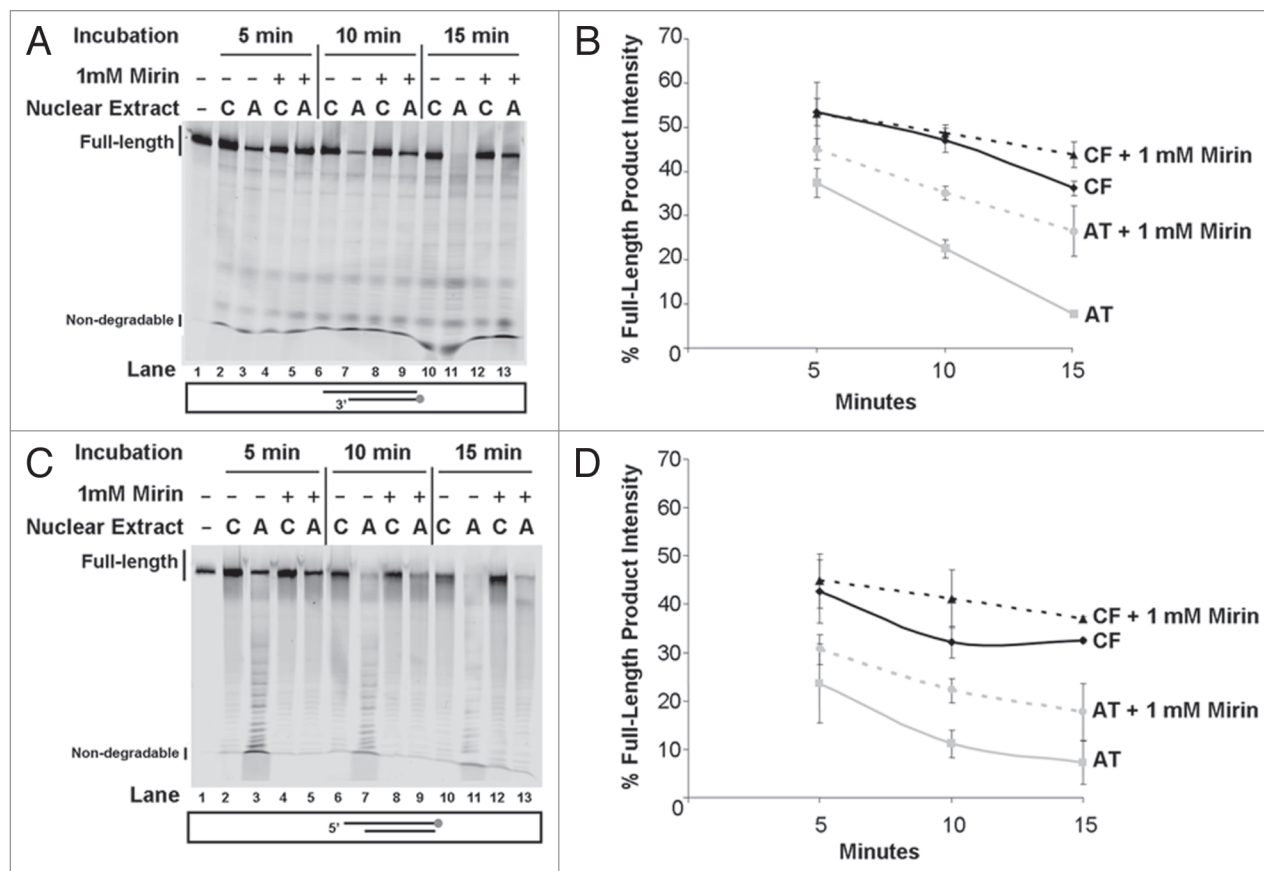 A
Incubation 5 min 10 min 15 min
1mM Mirin – – – + + – – + + – – + +
Nuclear Extract – C A C A C A C A C A C A
Full-length
Non-degradable
Lane 1 2 3 4 5 6 7 8 9 10 11 12 13
3'
B
% Full-Length Product Intensity
70
60
50
40
30
20
10
0
5 10 15
Minutes
CF + 1 mM Mirin
CF
AT + 1 mM Mirin
AT
C
Incubation 5 min 10 min 15 min
1mM Mirin – – – + + – – + + – – + +
Nuclear Extract – C A C A C A C A C A C A
Full-length
Non-degradable
Lane 1 2 3 4 5 6 7 8 9 10 11 12 13
5'
D
% Full-Length Product Intensity
70
60
50
40
30
20
10
0
5 10 15
Minutes
CF + 1 mM Mirin
CF
AT + 1 mM Mirin
AT